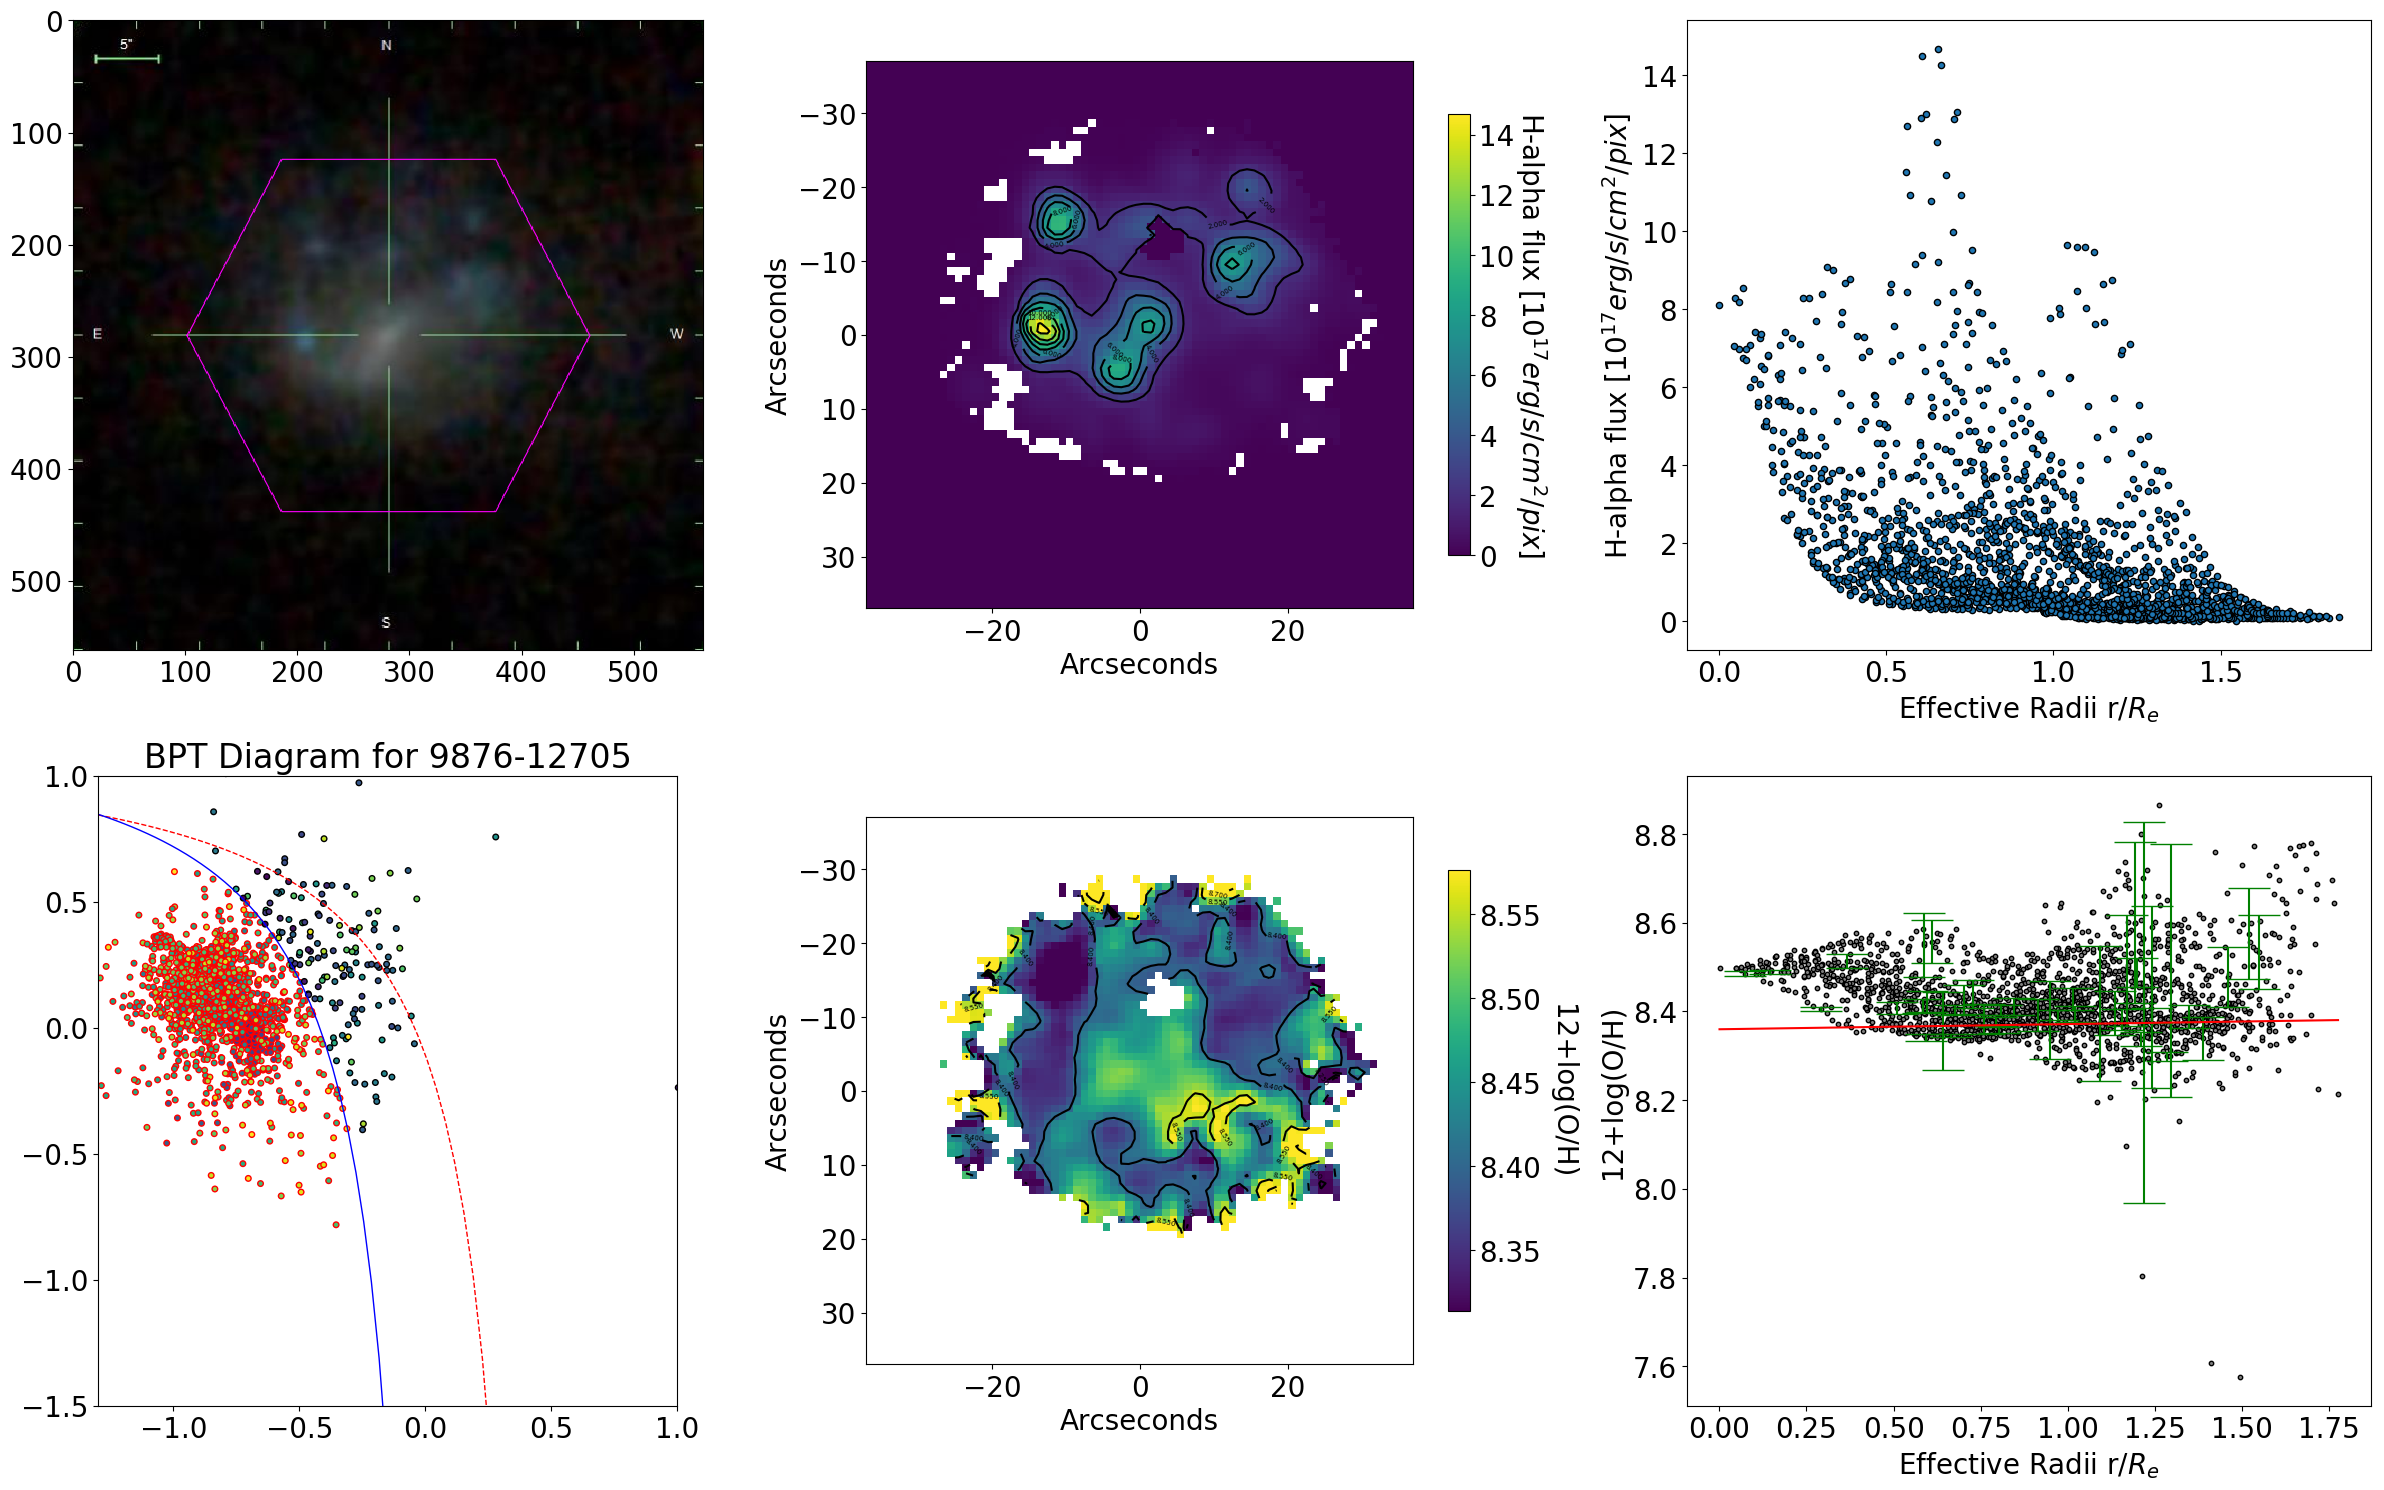 0
100
200
300
400
500
0 100 200 300 400 500
5"
N
E
W
S
−30
−20
−10
0
10
20
30
Arcseconds
−20 0 20
Arcseconds
14
12
10
8
6
4
2
0
H-alpha flux [10^17 erg/s/cm^2/pix]
14
12
10
8
6
4
2
0
H-alpha flux [10^17 erg/s/cm^2/pix]
0.0 0.5 1.0 1.5
Effective Radii r/R_e
BPT Diagram for 9876-12705
1.0
0.5
0.0
−0.5
−1.0
−1.5
−1.0 −0.5 0.0 0.5 1.0
−30
−20
−10
0
10
20
30
Arcseconds
−20 0 20
Arcseconds
8.55
8.50
8.45
8.40
8.35
12+log(O/H)
8.8
8.6
8.4
8.2
8.0
7.8
7.6
12+log(O/H)
0.00 0.25 0.50 0.75 1.00 1.25 1.50 1.75
Effective Radii r/R_e